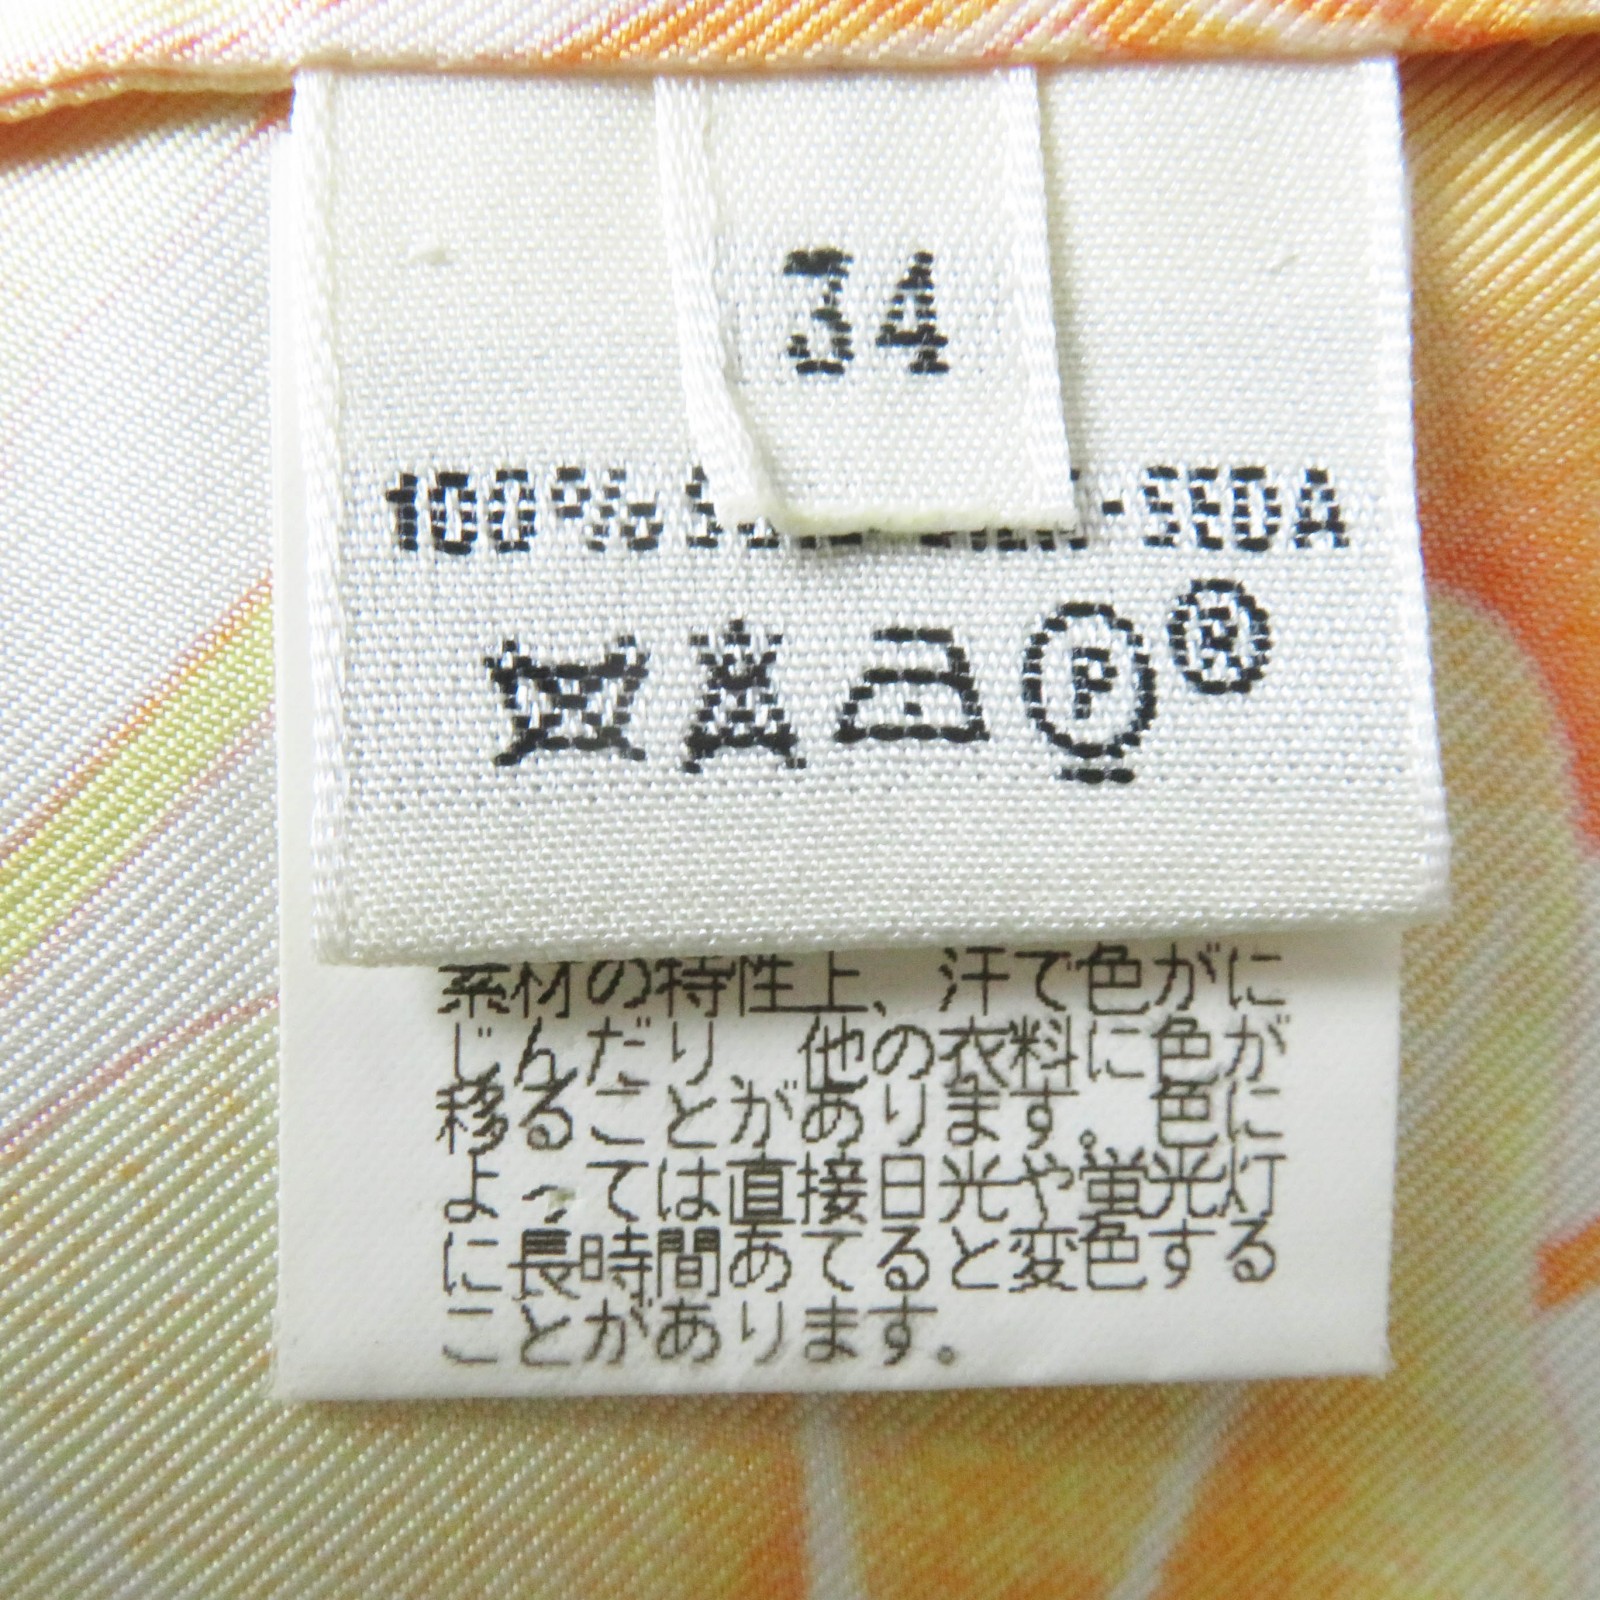 34
100% SEDA
P ®
素材の特性上、汗で色がに
じんだり、他の衣料に色が
移ることがあります。色に
よっては直接日光や蛍光灯
に長時間あてると変色する
ことがあります。